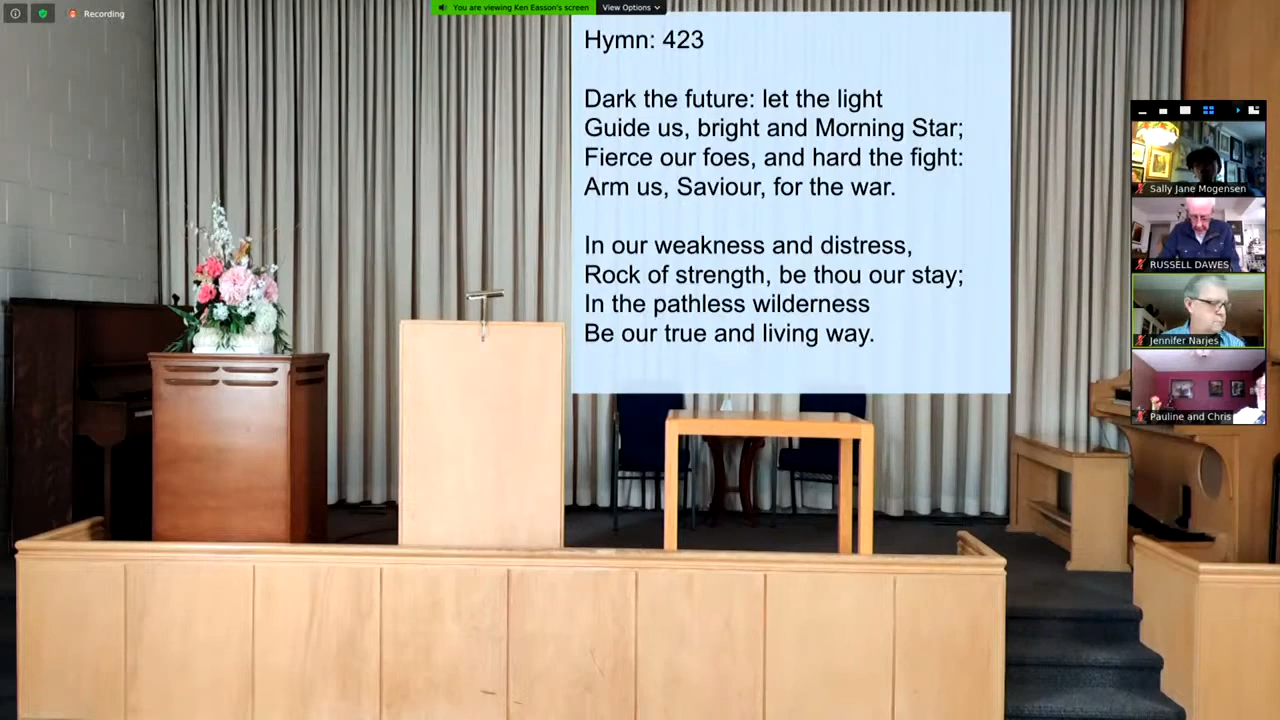 Recording
You are viewing Ken Easson's screen
View Options
Hymn: 423
Dark the future: let the light
Guide us, bright and Morning Star;
Fierce our foes, and hard the fight:
Arm us, Saviour, for the war.
In our weakness and distress,
Rock of strength, be thou our stay;
In the pathless wilderness
Be our true and living way.
Sally Jane Mogensen
RUSSELL DAWES
Jennifer Narjes
Pauline and Chris